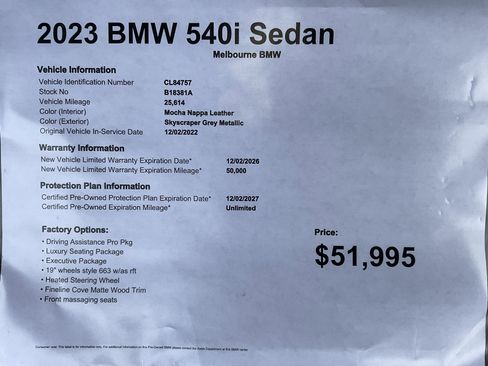 2023 BMW 540i Sedan
Melbourne BMW
Vehicle Information
Vehicle Identification Number CL84757
Stock No B18381A
Vehicle Mileage 25,614
Color (Interior) Mocha Nappa Leather
Color (Exterior) Skyscraper Grey Metallic
Original Vehicle In-Service Date 12/02/2022
Warranty Information
New Vehicle Limited Warranty Expiration Date* 12/02/2026
New Vehicle Limited Warranty Expiration Mileage* 50,000
Protection Plan Information
Certified Pre-Owned Protection Plan Expiration Date* 12/02/2027
Certified Pre-Owned Expiration Mileage* Unlimited
Factory Options:
• Driving Assistance Pro Pkg
• Luxury Seating Package
• Executive Package
• 19" wheels style 663 w/as rft
• Heated Steering Wheel
• Fineline Cove Matte Wood Trim
• Front massaging seats
Price:
$51,995